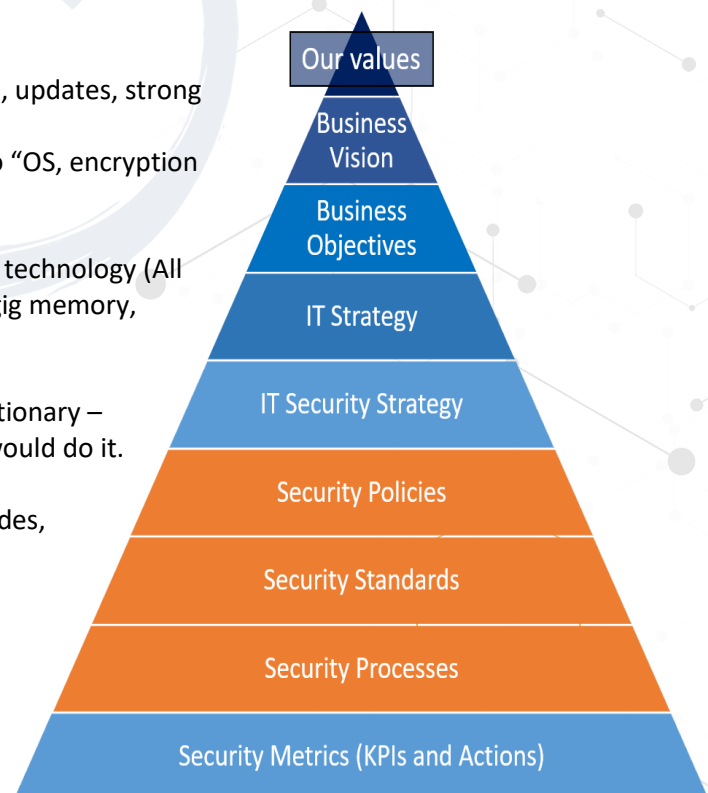 , updates, strong
“OS, encryption
technology (All
gig memory,
tionary –
would do it.
des,
Our values
Business
Vision
Business
Objectives
IT Strategy
IT Security Strategy
Security Policies
Security Standards
Security Processes
Security Metrics (KPIs and Actions)